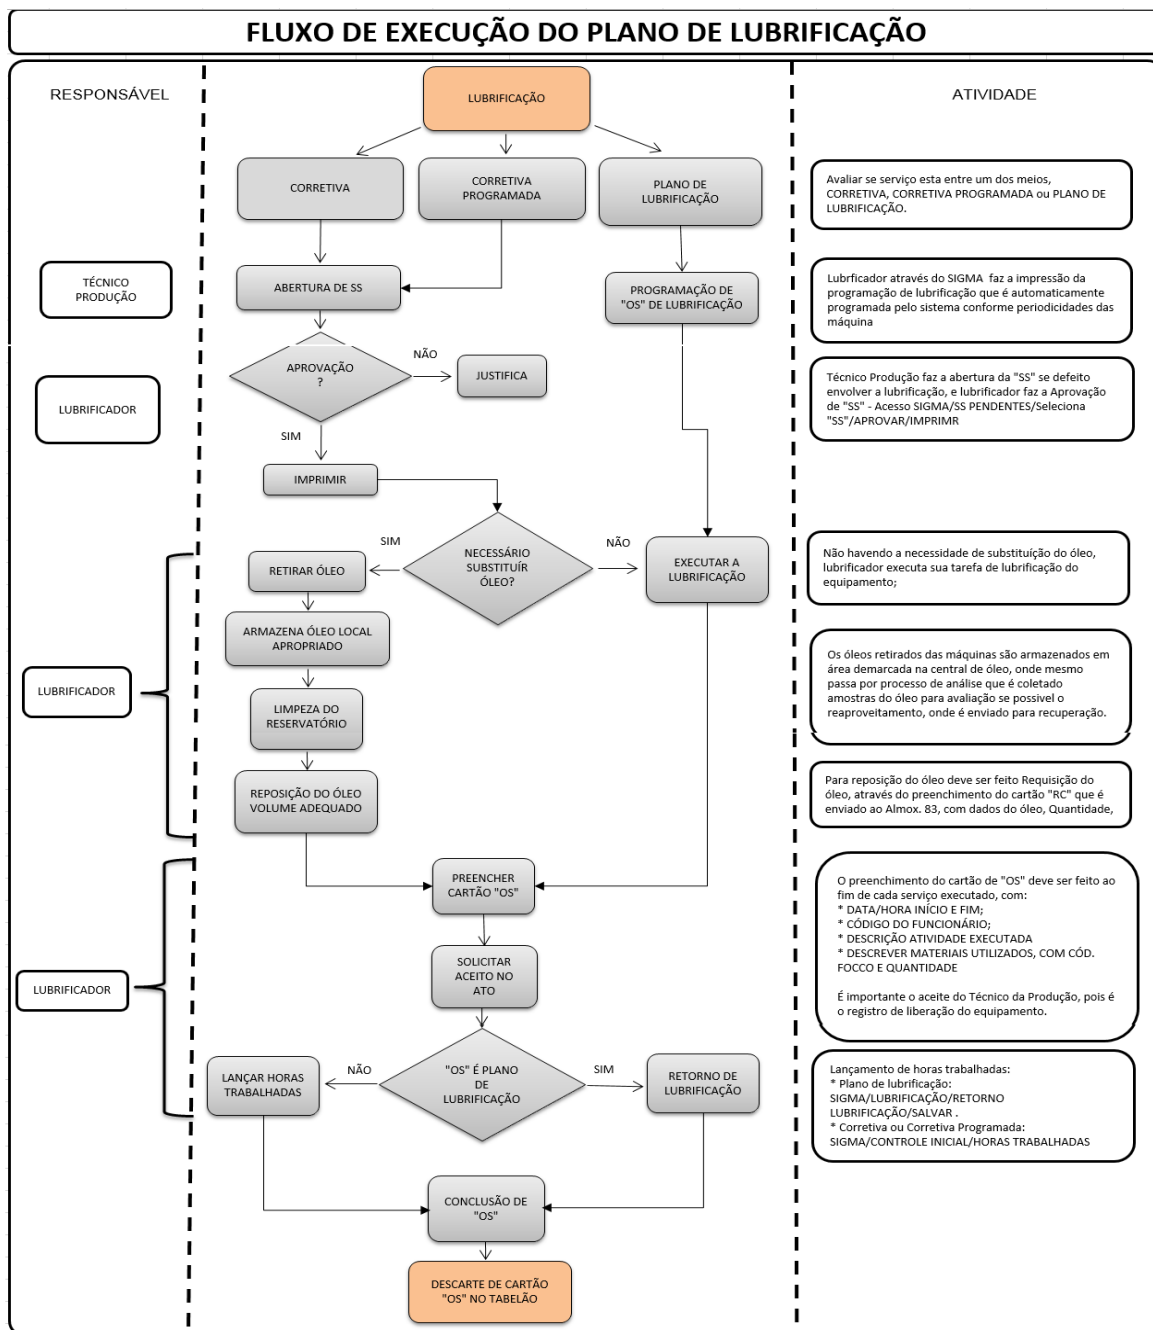 FLUXO DE EXECUÇÃO DO PLANO DE LUBRIFICAÇÃO
RESPONSÁVEL
ATIVIDADE
LUBRIFICAÇÃO
CORRETIVA
CORRETIVA
PROGRAMADA
PLANO DE
LUBRIFICAÇÃO
Avaliar se serviço esta entre um dos meios,
CORRETIVA, CORRETIVA PROGRAMADA ou PLANO DE
LUBRIFICAÇÃO.
TÉCNICO
PRODUÇÃO
ABERTURA DE SS
PROGRAMAÇÃO DE
"OS" DE LUBRIFICAÇÃO
Lubrficador através do SIGMA faz a impressão da
programação de lubrificação que é automaticamente
programada pelo sistema conforme periodicidades das
máquina
LUBRIFICADOR
APROVAÇÃO
?
NÃO
JUSTIFICA
SIM
Técnico Produção faz a abertura da "SS" se defeito
envolver a lubrificação, e lubrificador faz a Aprovação
de "SS" - Acesso SIGMA/SS PENDENTES/Seleciona
"SS"/APROVAR/IMPRIMR
IMPRIMIR
NECESSÁRIO
SUBSTITUÍR
ÓLEO?
SIM
NÃO
RETIRAR ÓLEO
EXECUTAR A
LUBRIFICAÇÃO
Não havendo a necessidade de substituíção do óleo,
lubrificador executa sua tarefa de lubrificação do
equipamento;
LUBRIFICADOR
ARMAZENA ÓLEO LOCAL
APROPRIADO
LIMPEZA DO
RESERVATÓRIO
Os óleos retirados das máquinas são armazenados em
área demarcada na central de óleo, onde mesmo
passa por processo de análise que é coletado
amostras do óleo para avaliação se possivel o
reaproveitamento, onde é enviado para recuperação.
REPOSIÇÃO DO ÓLEO
VOLUME ADEQUADO
Para reposição do óleo deve ser feito Requisição do
óleo, através do preenchimento do cartão "RC" que é
enviado ao Almox. 83, com dados do óleo, Quantidade,
LUBRIFICADOR
PREENCHER
CARTÃO "OS"
SOLICITAR
ACEITO NO
ATO
O preenchimento do cartão de "OS" deve ser feito ao
fim de cada serviço executado, com:
* DATA/HORA INÍCIO E FIM;
* CÓDIGO DO FUNCIONÁRIO;
* DESCRIÇÃO ATIVIDADE EXECUTADA
* DESCREVER MATERIAIS UTILIZADOS, COM CÓD.
FOCCO E QUANTIDADE
É importante o aceite do Técnico da Produção, pois é
o registro de liberação do equipamento.
LANÇAR HORAS
TRABALHADAS
NÃO
"OS" É PLANO
DE
LUBRIFICAÇÃO
SIM
RETORNO DE
LUBRIFICAÇÃO
Lançamento de horas trabalhadas:
* Plano de lubrificação:
SIGMA/LUBRIFICAÇÃO/RETORNO
LUBRIFICAÇÃO/SALVAR .
* Corretiva ou Corretiva Programada:
SIGMA/CONTROLE INICIAL/HORAS TRABALHADAS
CONCLUSÃO DE
"OS"
DESCARTE DE CARTÃO
"OS" NO TABELÃO